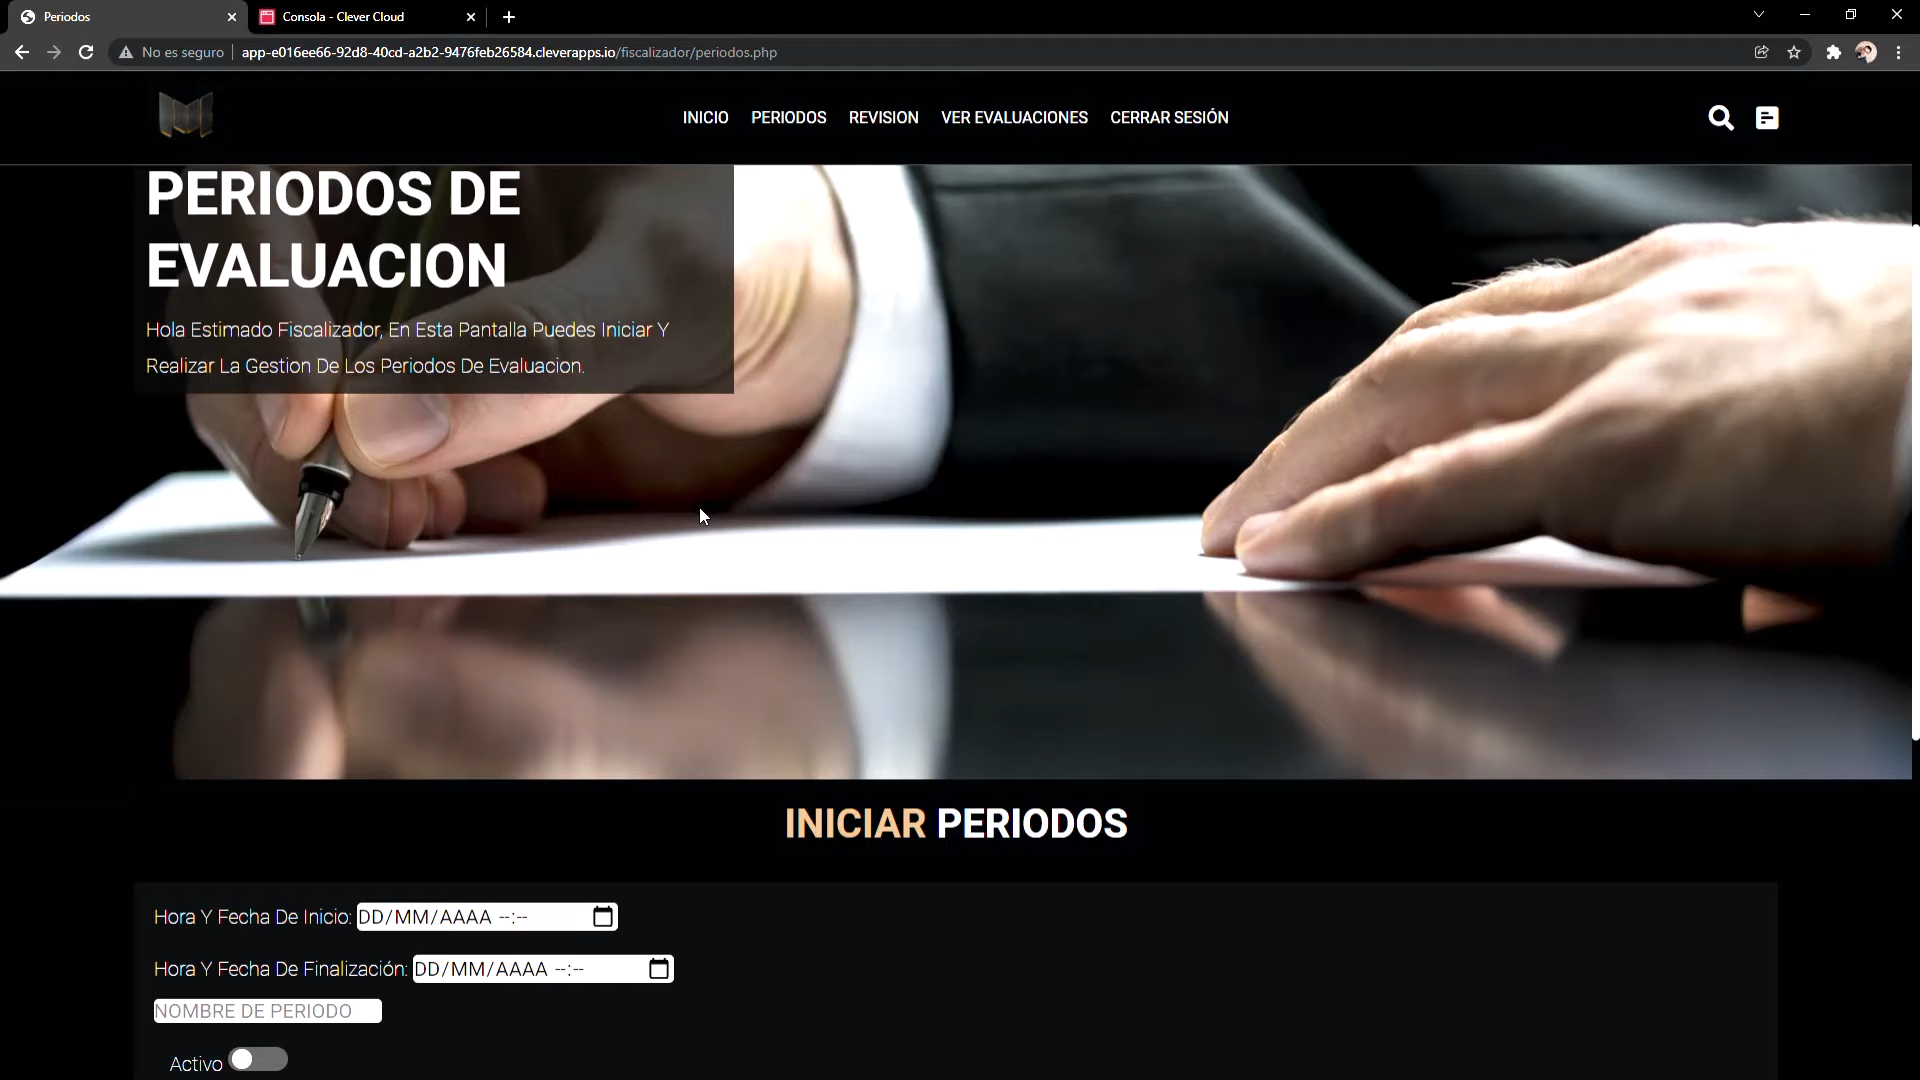 Periodos
Consola - Clever Cloud
No es seguro
app-e016ee66-92d8-40cd-a2b2-9476feb26584.cleverapps.io/fiscalizador/periodos.php
INICIO PERIODOS REVISION VER EVALUACIONES CERRAR SESIÓN
PERIODOS DE
EVALUACION
Hola Estimado Fiscalizador, En Esta Pantalla Puedes Iniciar Y
Realizar La Gestion De Los Periodos De Evaluacion.
INICIAR PERIODOS
Hora Y Fecha De Inicio: DD/MM/AAAA --:--
Hora Y Fecha De Finalización: DD/MM/AAAA --:--
NOMBRE DE PERIODO
Activo